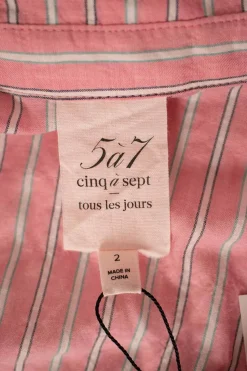 5à7
cinq à sept
tous les jours
2
MADE IN
CHINA